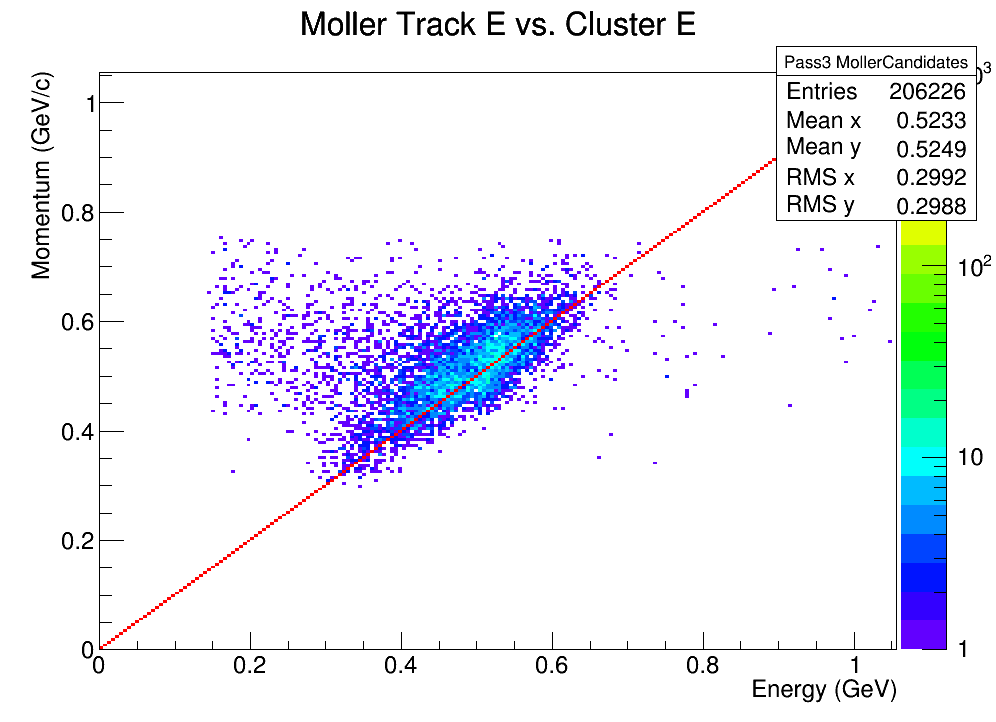 Moller Track E vs. Cluster E
Pass3 MollerCandidates
Entries 206226
Mean x 0.5233
Mean y 0.5249
RMS x 0.2992
RMS y 0.2988
Momentum (GeV/c)
1
0.8
0.6
0.4
0.2
0
0 0.2 0.4 0.6 0.8 1
Energy (GeV)
10²
10
1